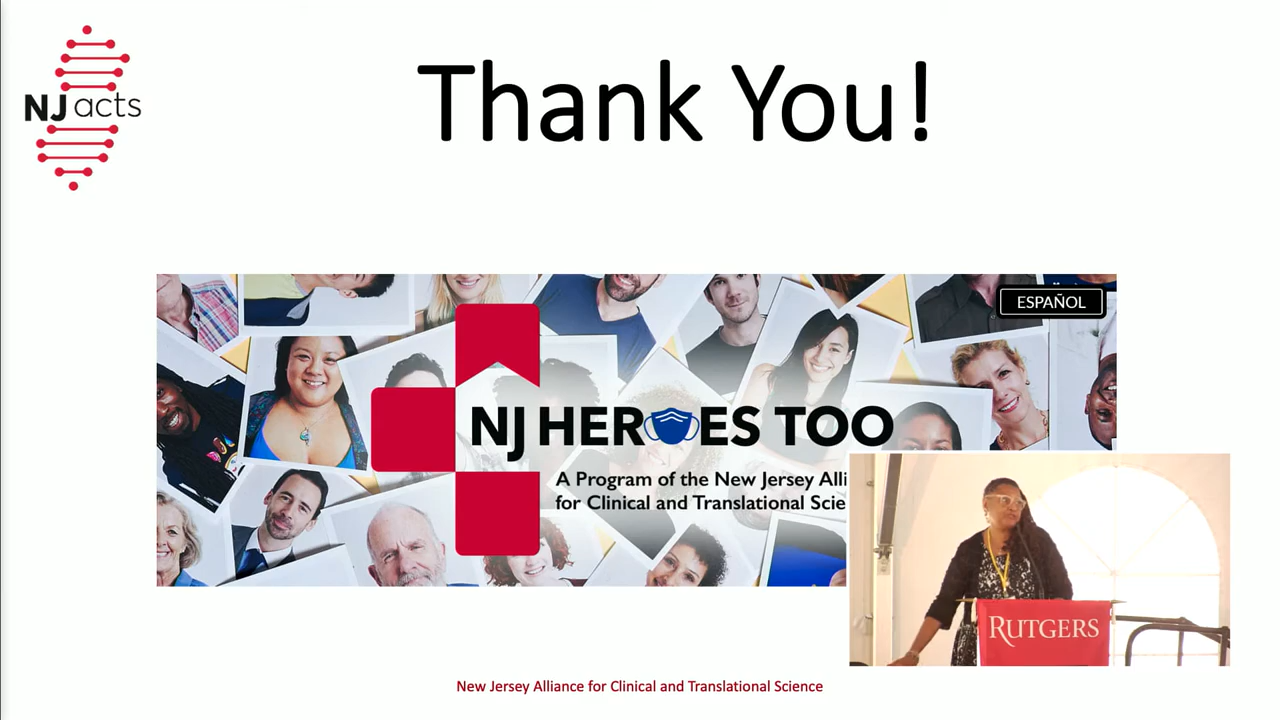 Thank You!
NJ acts
ESPAÑOL
NJ HEROES TOO
A Program of the New Jersey Alli
for Clinical and Translational Scie
RUTGERS
New Jersey Alliance for Clinical and Translational Science